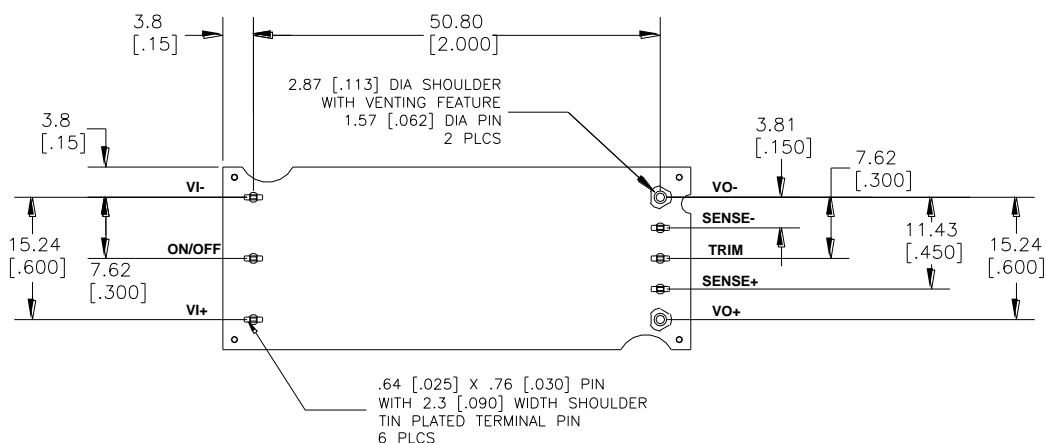 3.8
[.15]
50.80
[2.000]
2.87 [.113] DIA SHOULDER
WITH VENTING FEATURE
1.57 [.062] DIA PIN
2 PLCS
3.8
[.15]
3.81
[.150]
7.62
[.300]
VI-
VO-
SENSE-
15.24
[.600]
7.62
[.300]
ON/OFF
TRIM
11.43
[.450]
15.24
[.600]
SENSE+
VI+
VO+
.64 [.025] X .76 [.030] PIN
WITH 2.3 [.090] WIDTH SHOULDER
TIN PLATED TERMINAL PIN
6 PLCS